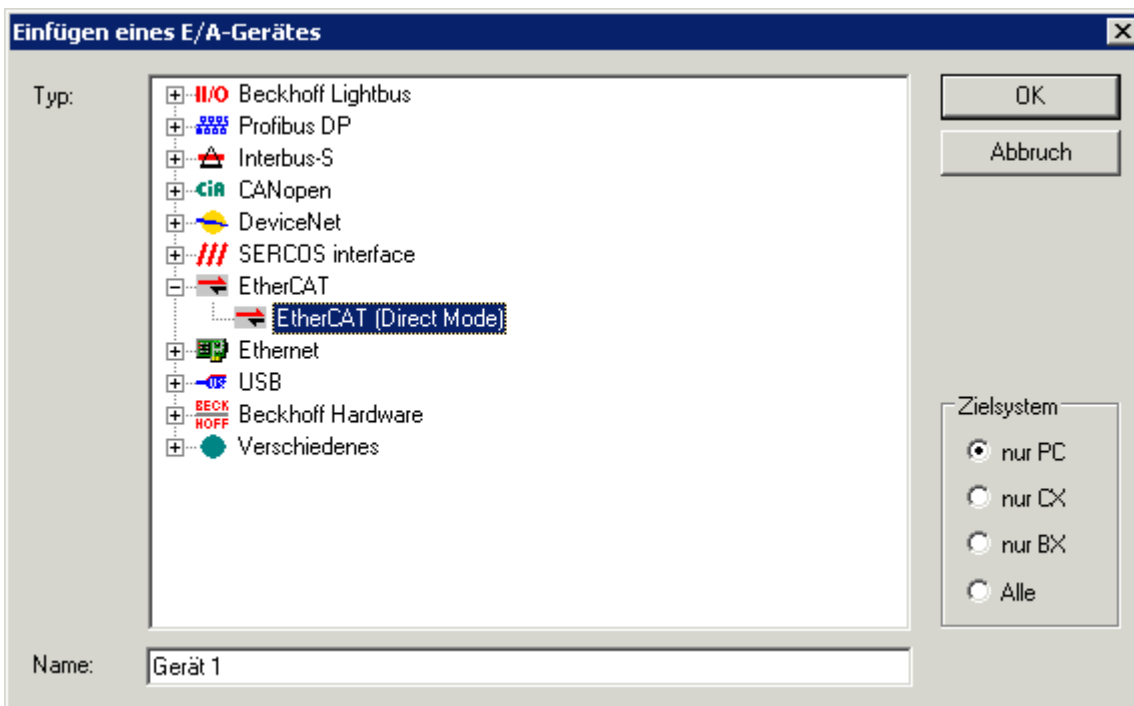 Einfügen eines E/A-Gerätes
Typ:
II/O Beckhoff Lightbus
Profibus DP
Interbus-S
CiA CANopen
DeviceNet
SERCOS interface
EtherCAT
EtherCAT (Direct Mode)
Ethernet
USB
BECK
HOFF
Beckhoff Hardware
Verschiedenes
OK
Abbruch
Zielsystem
nur PC
nur CX
nur BX
Alle
Name:
Gerät 1